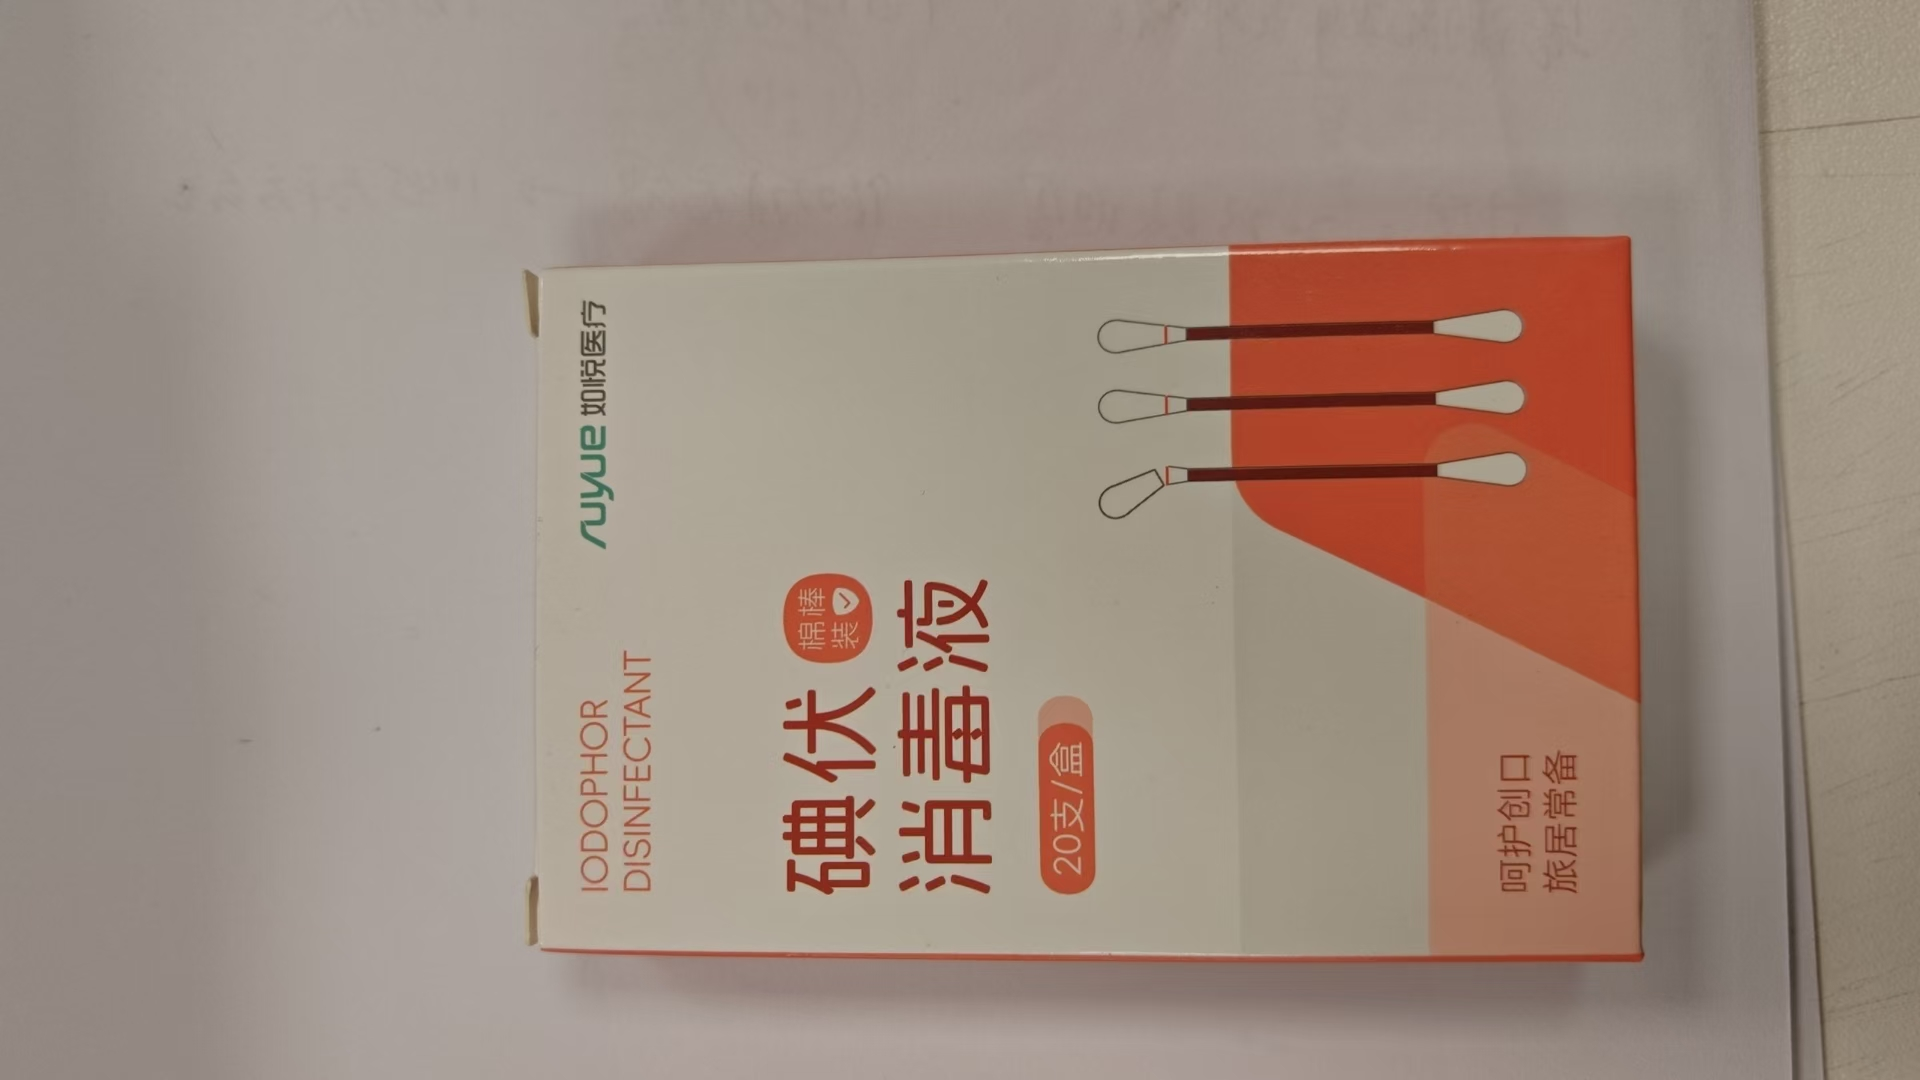 IODOPHOR
DISINFECTANT
ruyue 如悦医疗
碘伏
棉棒
装
消毒液
20支/盒
呵护创口
旅居常备